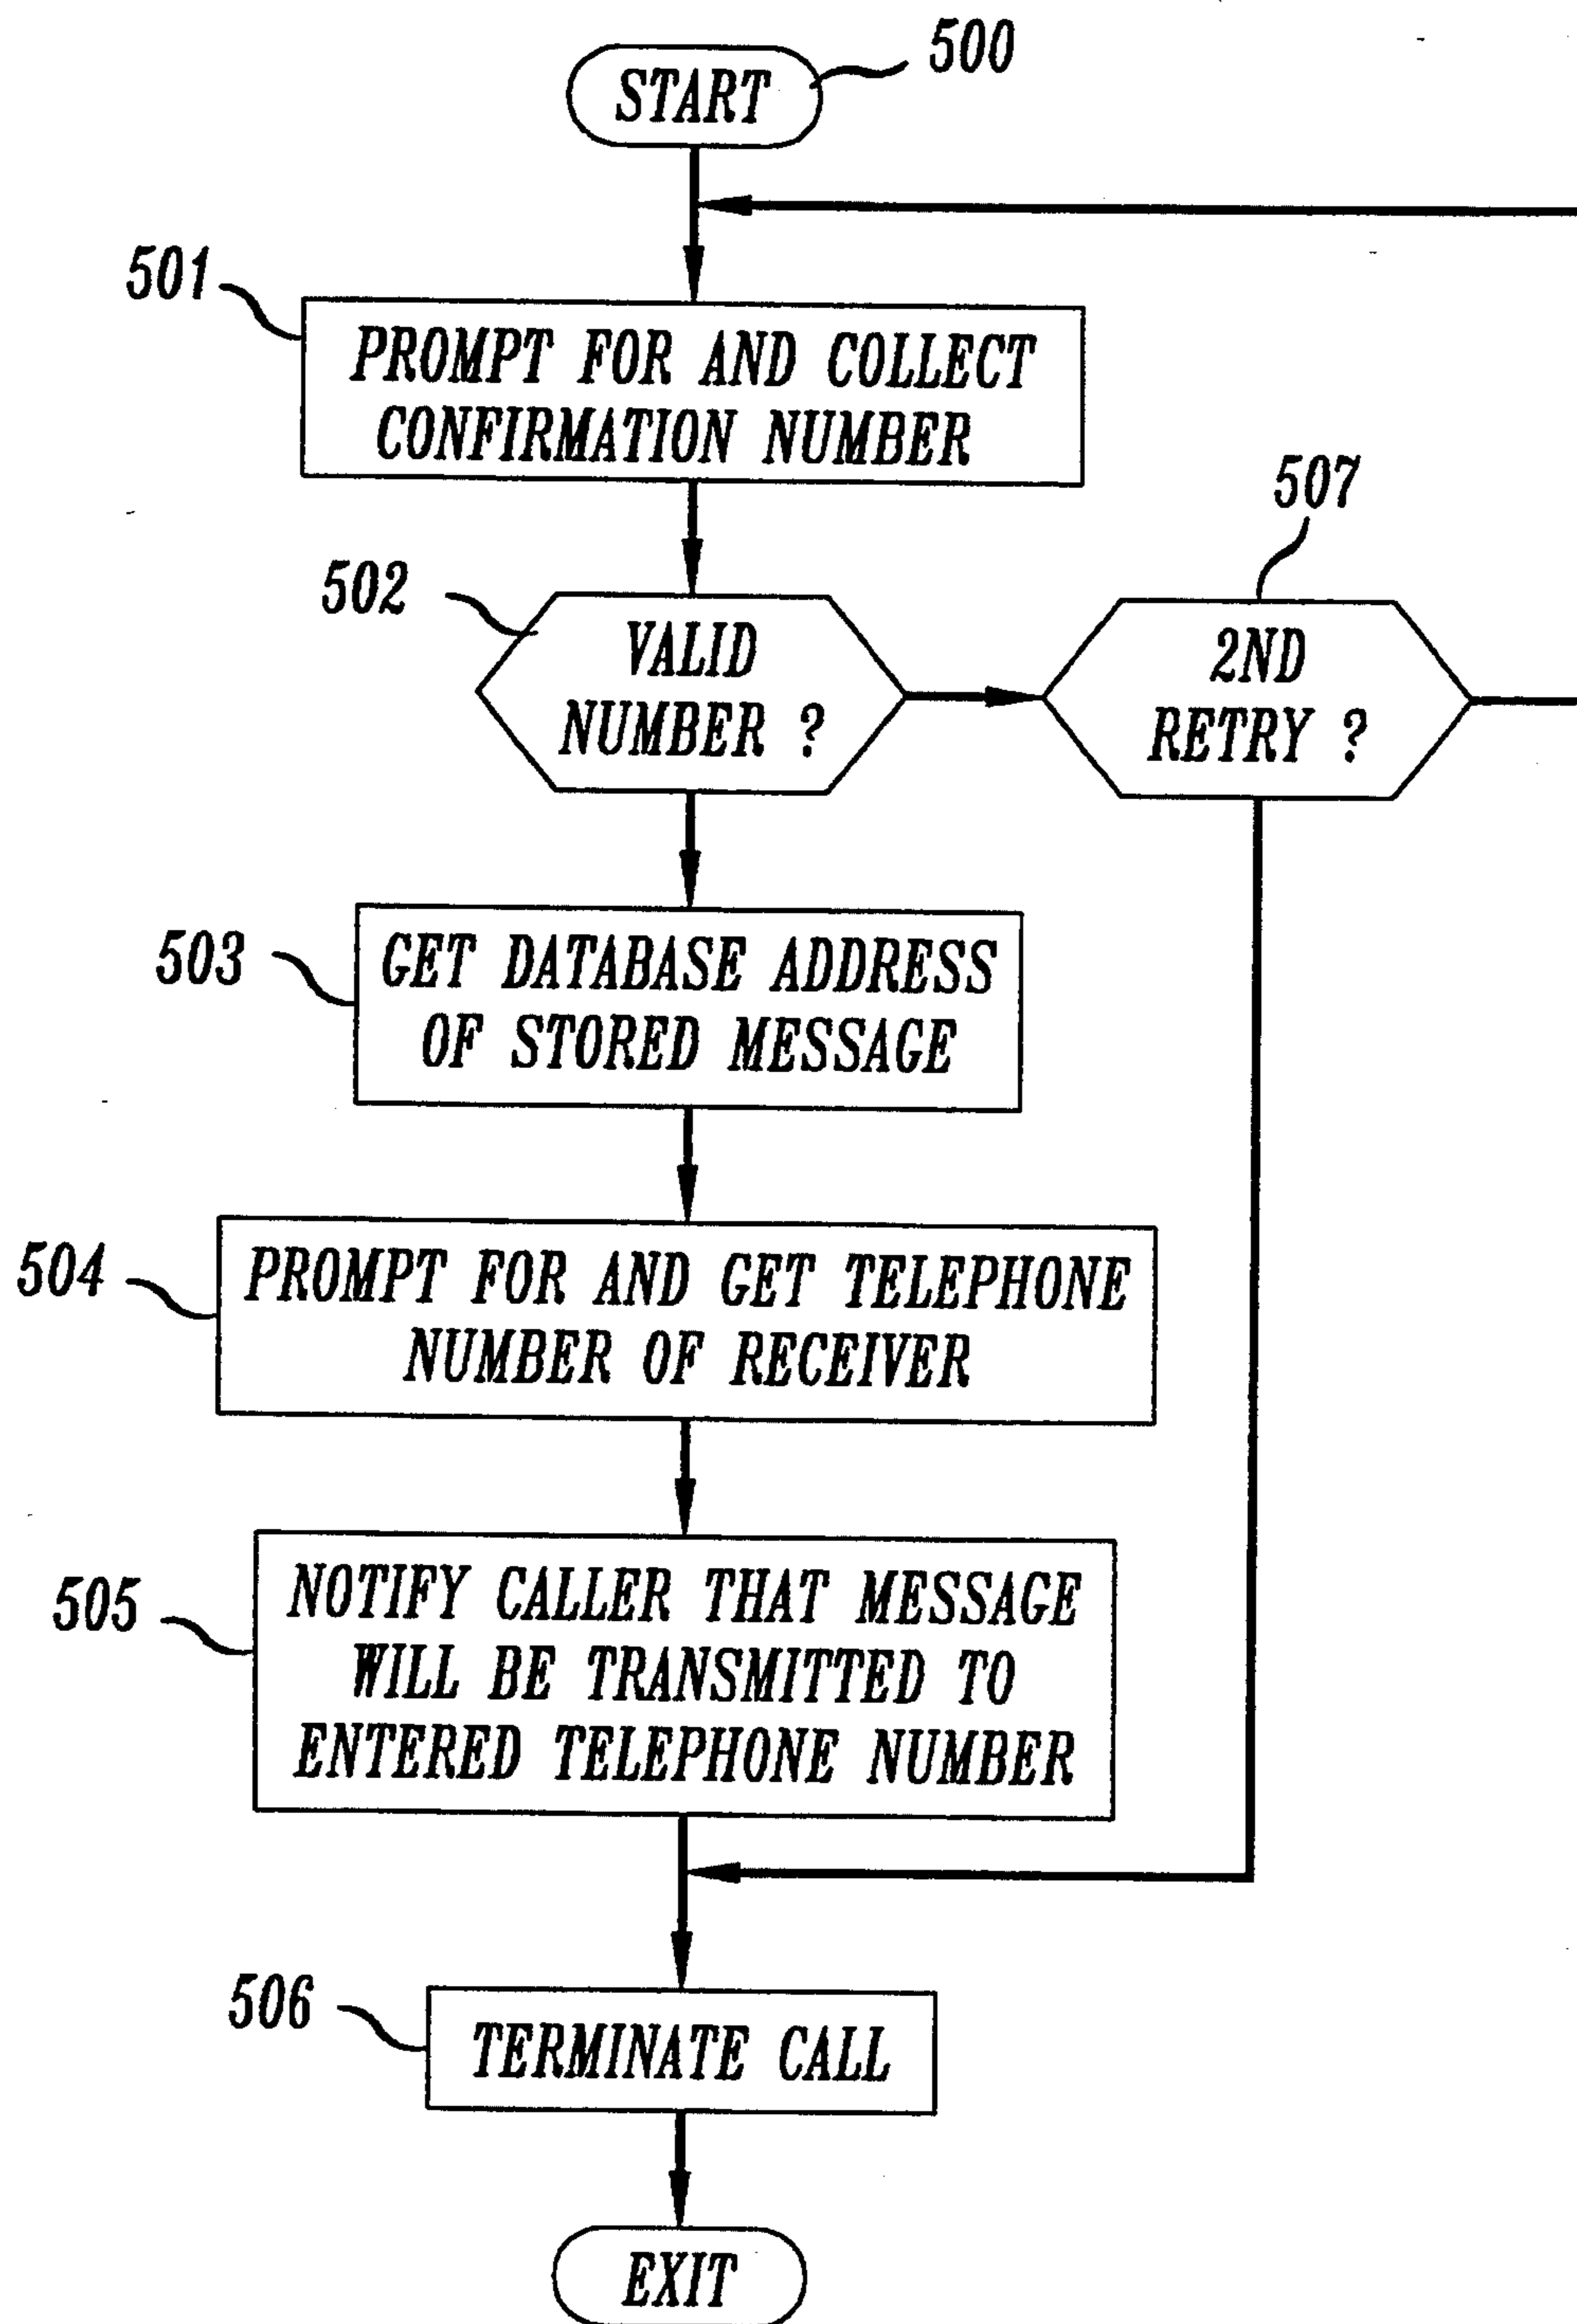 500
START
501
PROMPT FOR AND COLLECT
CONFIRMATION NUMBER
507
502
VALID
NUMBER ?
2ND
RETRY ?
503
GET DATABASE ADDRESS
OF STORED MESSAGE
504
PROMPT FOR AND GET TELEPHONE
NUMBER OF RECEIVER
505
NOTIFY CALLER THAT MESSAGE
WILL BE TRANSMITTED TO
ENTERED TELEPHONE NUMBER
506
TERMINATE CALL
EXIT